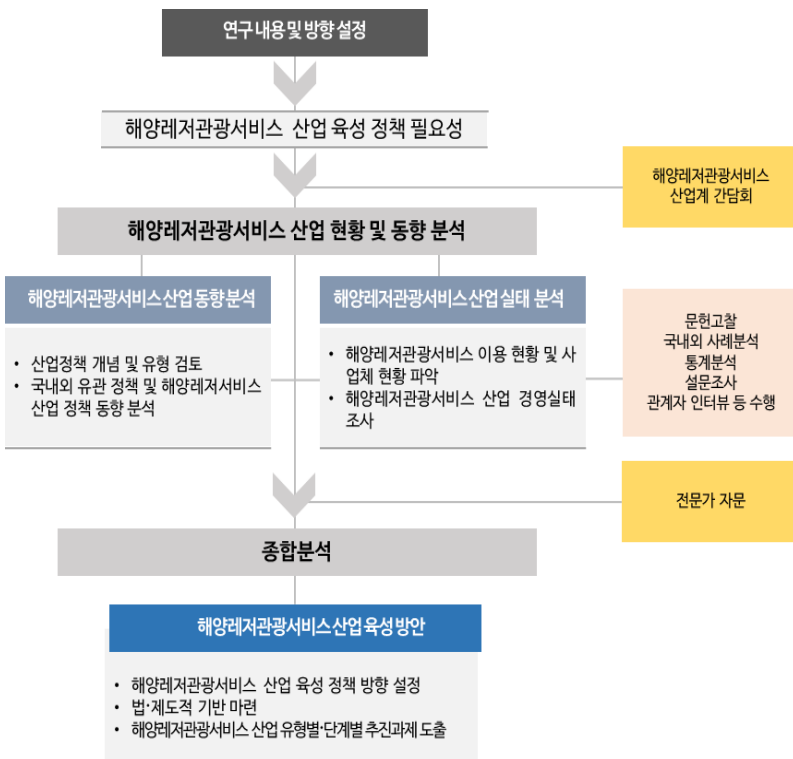 연구 내용 및 방향 설정
해양레저관광서비스 산업 육성 정책 필요성
해양레저관광서비스
산업계 간담회
해양레저관광서비스 산업 현황 및 동향 분석
해양레저관광서비스 산업 동향 분석
• 산업정책 개념 및 유형 검토
• 국내외 유관 정책 및 해양레저서비스
산업 정책 동향 분석
해양레저관광서비스 산업 실태 분석
• 해양레저관광서비스 이용 현황 및 사
업체 현황 파악
• 해양레저관광서비스 산업 경영실태
조사
문헌고찰
국내외 사례분석
통계분석
설문조사
관계자 인터뷰 등 수행
전문가 자문
종합분석
해양레저관광서비스 산업 육성 방안
• 해양레저관광서비스 산업 육성 정책 방향 설정
• 법·제도적 기반 마련
• 해양레저관광서비스 산업 유형별·단계별 추진과제 도출